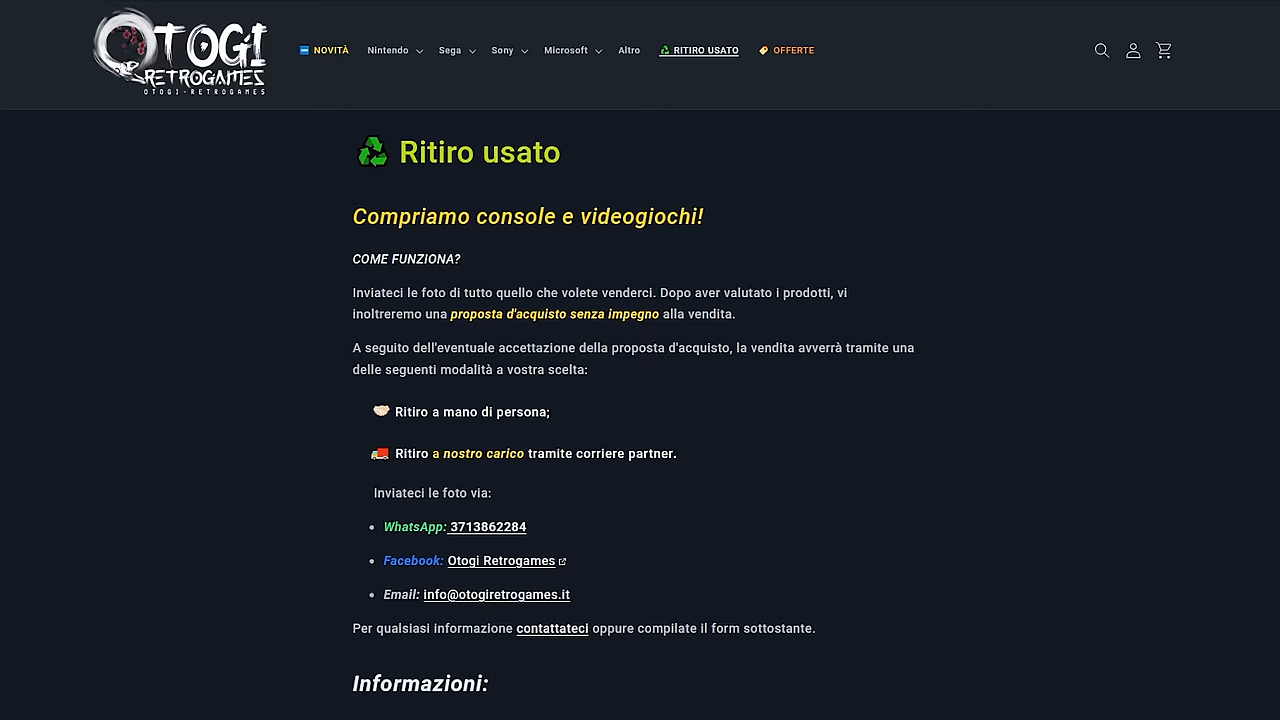 OTOGI
RETROGAMES
OTOGI-RETROGAMES
NOVITÀ
Nintendo
Sega
Sony
Microsoft
Altro
RITIRO USATO
OFFERTE
Ritiro usato
Compriamo console e videogiochi!
COME FUNZIONA?
Inviateci le foto di tutto quello che volete venderci. Dopo aver valutato i prodotti, vi
inoltreremo una proposta d'acquisto senza impegno alla vendita.
A seguito dell'eventuale accettazione della proposta d'acquisto, la vendita avverrà tramite una
delle seguenti modalità a vostra scelta:
Ritiro a mano di persona;
Ritiro a nostro carico tramite corriere partner.
Inviateci le foto via:
WhatsApp: 3713862284
Facebook: Otogi Retrogames
Email: info@otogiretrogames.it
Per qualsiasi informazione contattateci oppure compilate il form sottostante.
Informazioni: